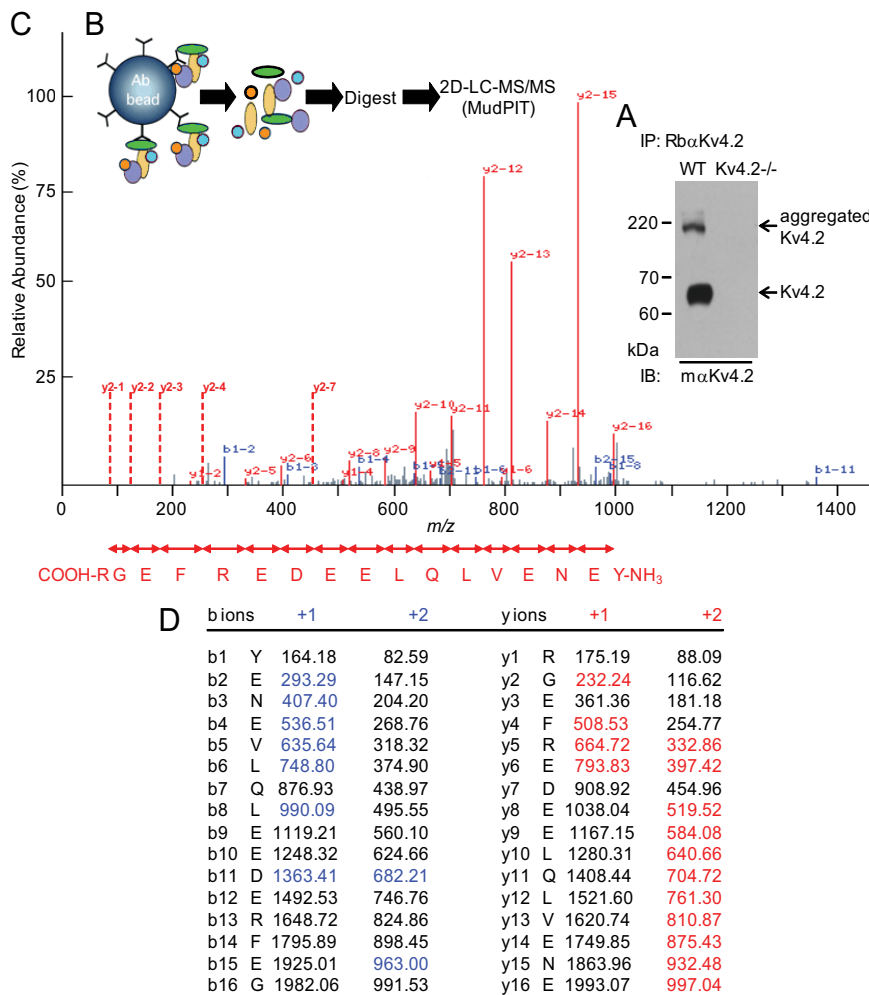 C
B
Ab
bead
Digest
2D-LC-MS/MS
(MudPIT)
A
IP: RbαKv4.2
WT Kv4.2-/-
220
70
60
kDa
aggregated
Kv4.2
Kv4.2
IB: mαKv4.2
Relative Abundance (%)
100
75
50
25
y2-1 y2-2 y2-3 y2-4 y2-7
y2-15
y2-12
y2-13
y2-10
y2-11
y2-14
y2-16
y2-8
y2-9
y2-6
y2-5
y1-2
b1-2
b1-3
y1-4
b1-4
b1-6
y1-6
b2-15
b1-8
b1-11
0 200 400 600 800 1000 1200 1400
m/z
COOH-R G E F R E D E E L Q L V E N E Y-NH3
D
b ions +1 +2 y ions +1 +2
b1 Y 164.18 82.59 y1 R 175.19 88.09
b2 E 293.29 147.15 y2 G 232.24 116.62
b3 N 407.40 204.20 y3 E 361.36 181.18
b4 E 536.51 268.76 y4 F 508.53 254.77
b5 V 635.64 318.32 y5 R 664.72 332.86
b6 L 748.80 374.90 y6 E 793.83 397.42
b7 Q 876.93 438.97 y7 D 908.92 454.96
b8 L 990.09 495.55 y8 E 1038.04 519.52
b9 E 1119.21 560.10 y9 E 1167.15 584.08
b10 E 1248.32 624.66 y10 L 1280.31 640.66
b11 D 1363.41 682.21 y11 Q 1408.44 704.72
b12 E 1492.53 746.76 y12 L 1521.60 761.30
b13 R 1648.72 824.86 y13 V 1620.74 810.87
b14 F 1795.89 898.45 y14 E 1749.85 875.43
b15 E 1925.01 963.00 y15 N 1863.96 932.48
b16 G 1982.06 991.53 y16 E 1993.07 997.04